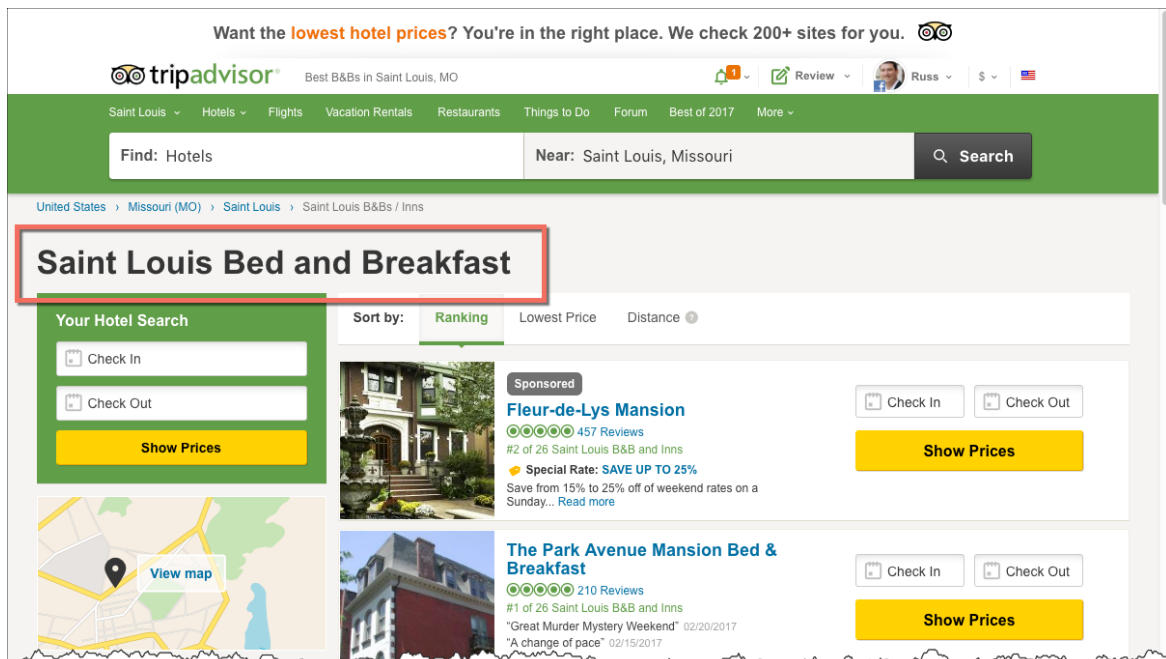 Want the lowest hotel prices? You're in the right place. We check 200+ sites for you.
tripadvisor
Best B&Bs in Saint Louis, MO
1
Review
Russ
$
Saint Louis
Hotels
Flights
Vacation Rentals
Restaurants
Things to Do
Forum
Best of 2017
More
Find: Hotels
Near: Saint Louis, Missouri
Search
United States › Missouri (MO) › Saint Louis › Saint Louis B&Bs / Inns
Saint Louis Bed and Breakfast
Your Hotel Search
Check In
Check Out
Show Prices
View map
Sort by:
Ranking
Lowest Price
Distance ?
Sponsored
Fleur-de-Lys Mansion
457 Reviews
#2 of 26 Saint Louis B&B and Inns
Special Rate: SAVE UP TO 25%
Save from 15% to 25% off of weekend rates on a
Sunday... Read more
Check In
Check Out
Show Prices
The Park Avenue Mansion Bed &
Breakfast
210 Reviews
#1 of 26 Saint Louis B&B and Inns
"Great Murder Mystery Weekend" 02/20/2017
"A change of pace" 02/15/2017
Check In
Check Out
Show Prices